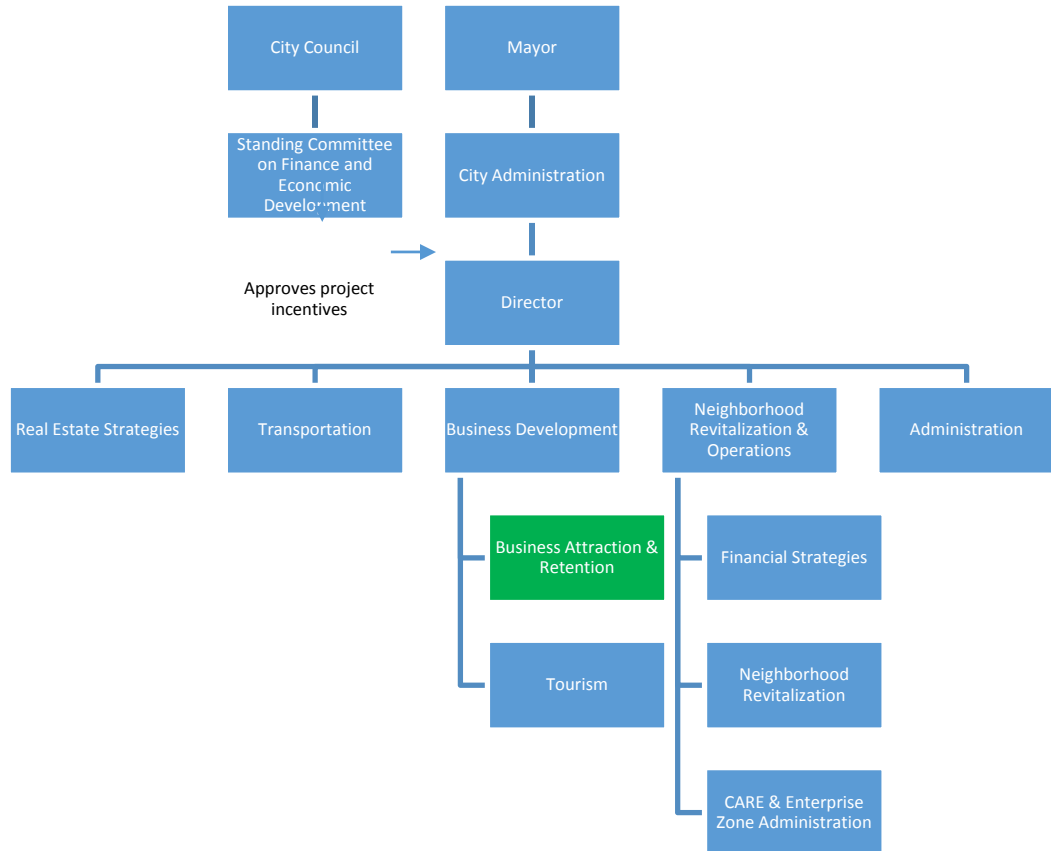 City Council
Mayor
Standing Committee
on Finance and
Economic
Development
City Administration
Approves project
incentives
Director
Real Estate Strategies
Transportation
Business Development
Neighborhood
Revitalization &
Operations
Administration
Business Attraction &
Retention
Financial Strategies
Tourism
Neighborhood
Revitalization
CARE & Enterprise
Zone Administration